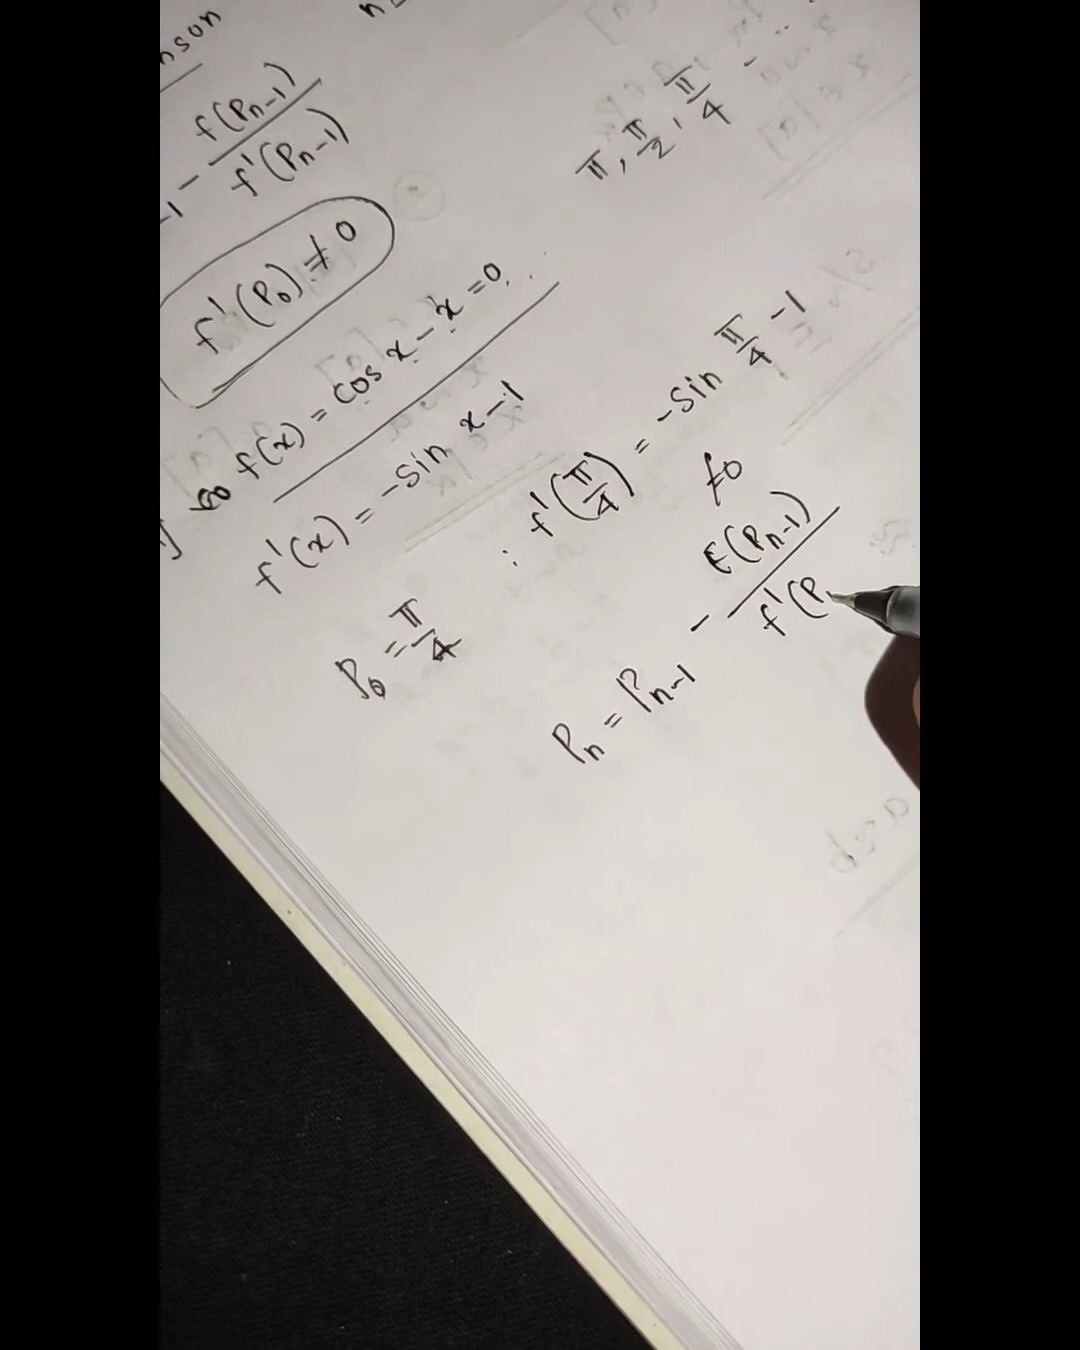 n
f(Pn-1)
-1 - ―――
f'(Pn-1)
f'(P₀) ≠ 0
π, π/2, π/4 - ..
f(x) = cos x - x = 0
f'(x) = -sin x - 1
P₀ = π/4
: f'(π/4) = -sin π/4 - 1
≠0
Pn = Pn-1 - f(Pn-1)/f'(P